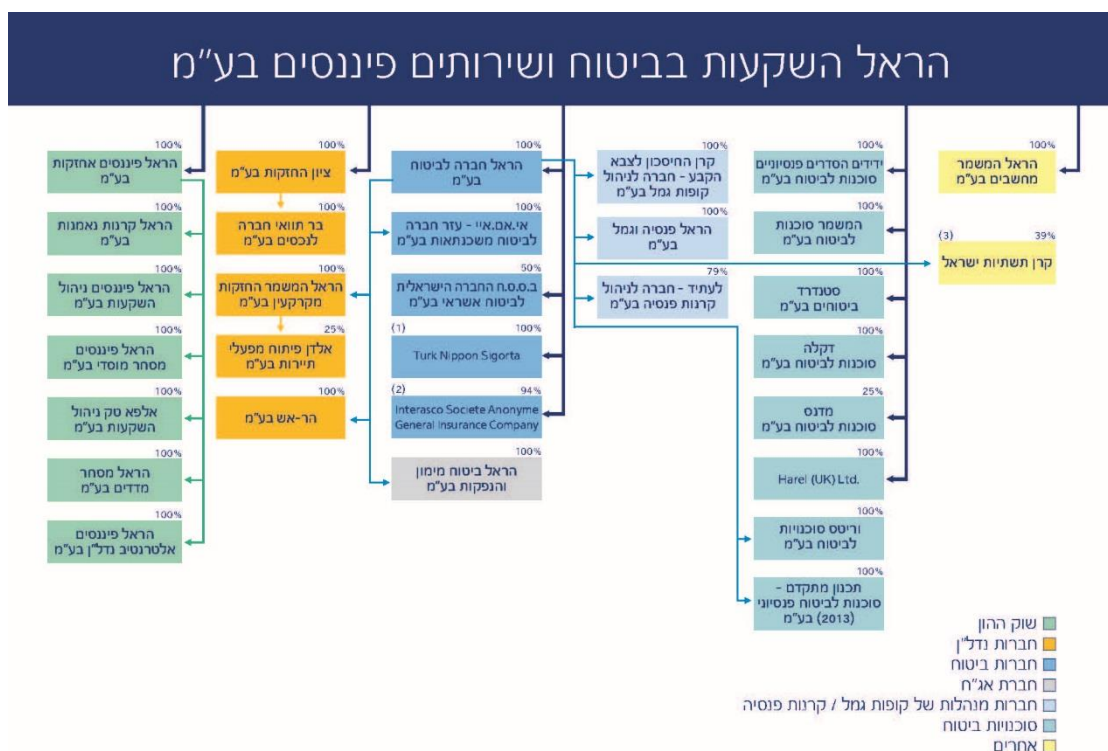 הראל השקעות בביטוח ושירותים פיננסים בע"מ
100%
הראל המשמר
מחשבים בע"מ
(3) 39%
קרן תשתיות ישראל
100%
ידידים הסדרים פנסיוניים
סוכנות לביטוח בע"מ
100%
המשמר סוכנות
לביטוח בע"מ
100%
סטנדרד
ביטוחים בע"מ
100%
דקלה
סוכנות לביטוח בע"מ
25%
מדנס
סוכנות לביטוח בע"מ
100%
Harel (UK) Ltd.
100%
וריטס סוכנויות
לביטוח בע"מ
100%
תכנון מתקדם -
סוכנות לביטוח פנסיוני
(2013) בע"מ
100%
קרן החיסכון לצבא
הקבע - חברה לניהול
קופות גמל בע"מ
100%
הראל פנסיה וגמל
בע"מ
79%
לעתיד - חברה לניהול
קרנות פנסיה בע"מ
100%
הראל חברה לביטוח
בע"מ
100%
אי.אם.איי - עזר חברה
לביטוח משכנתאות בע"מ
50%
ב.ס.ס.ח החברה הישראלית
לביטוח אשראי בע"מ
(1) 100%
Turk Nippon Sigorta
(2) 94%
Interasco Societe Anonyme
General Insurance Company
100%
הראל ביטוח מימון
והנפקות בע"מ
100%
ציון החזקות בע"מ
100%
בר תוואי חברה
לנכסים בע"מ
100%
הראל המשמר החזקות
מקרקעין בע"מ
25%
אלדן פיתוח מפעלי
תיירות בע"מ
100%
הר-אש בע"מ
100%
הראל פיננסים אחזקות
בע"מ
100%
הראל קרנות נאמנות
בע"מ
100%
הראל פיננסים ניהול
השקעות בע"מ
100%
הראל פיננסים
מסחר מוסדי בע"מ
100%
אלפא טק ניהול
השקעות בע"מ
100%
הראל מסחר
מדדים בע"מ
100%
הראל פיננסים
אלטרנטיב נדל"ן בע"מ
שוק ההון
חברות נדל"ן
חברות ביטוח
חברת אג"ח
חברות מנהלות של קופות גמל / קרנות פנסיה
סוכנויות ביטוח
אחרים